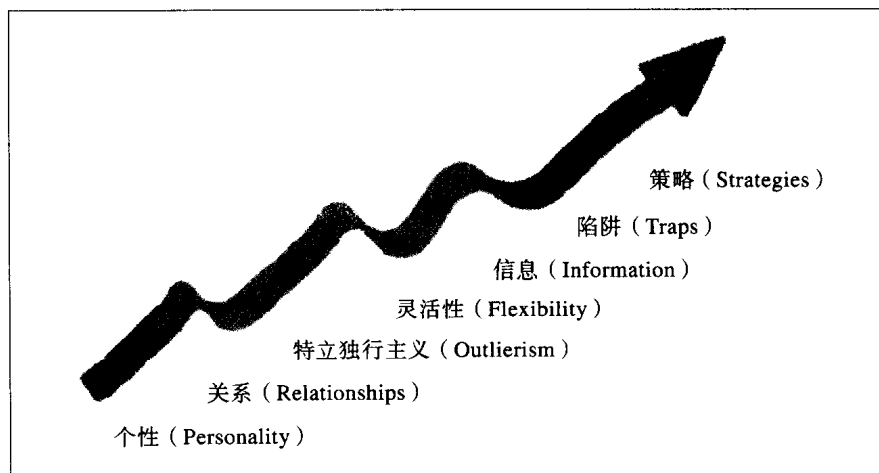 策略（Strategies）
陷阱（Traps）
信息（Information）
灵活性（Flexibility）
特立独行主义（Outlierism）
关系（Relationships）
个性（Personality）